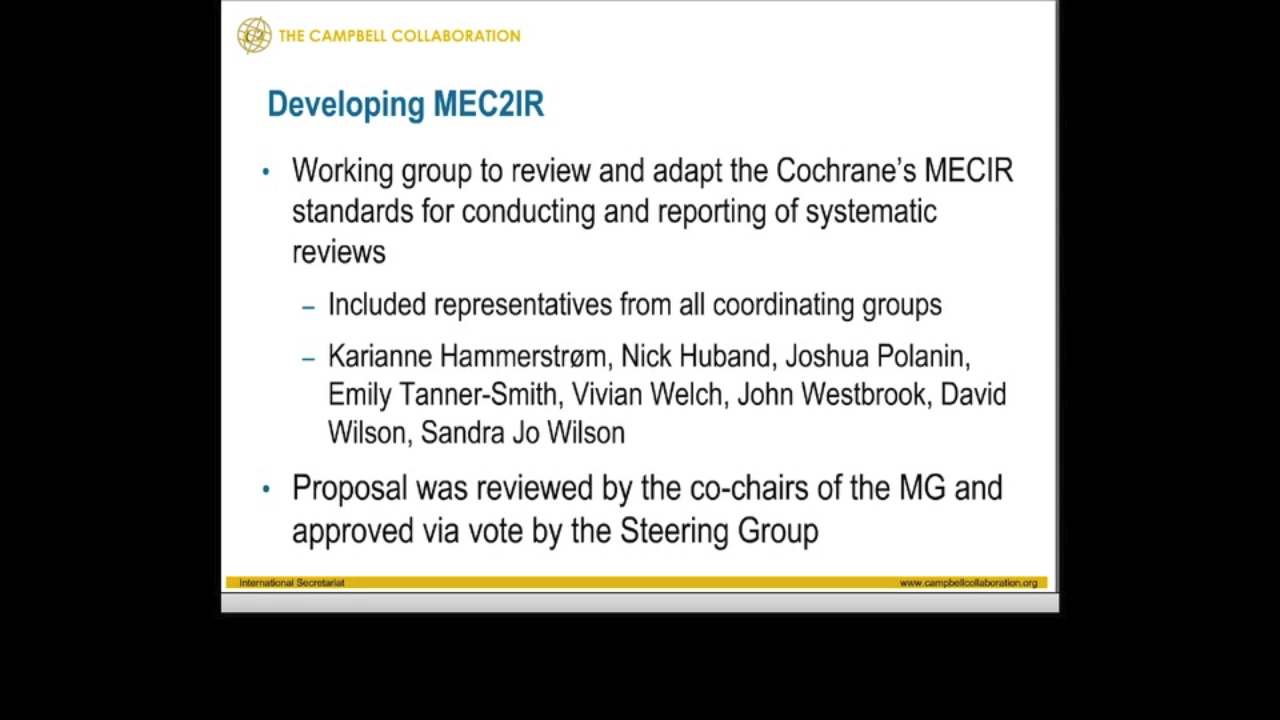 THE CAMPBELL COLLABORATION
Developing MEC2IR
• Working group to review and adapt the Cochrane's MECIR
standards for conducting and reporting of systematic
reviews
– Included representatives from all coordinating groups
– Karianne Hammerstrøm, Nick Huband, Joshua Polanin,
Emily Tanner-Smith, Vivian Welch, John Westbrook, David
Wilson, Sandra Jo Wilson
• Proposal was reviewed by the co-chairs of the MG and
approved via vote by the Steering Group
International Secretariat
www.campbellcollaboration.org